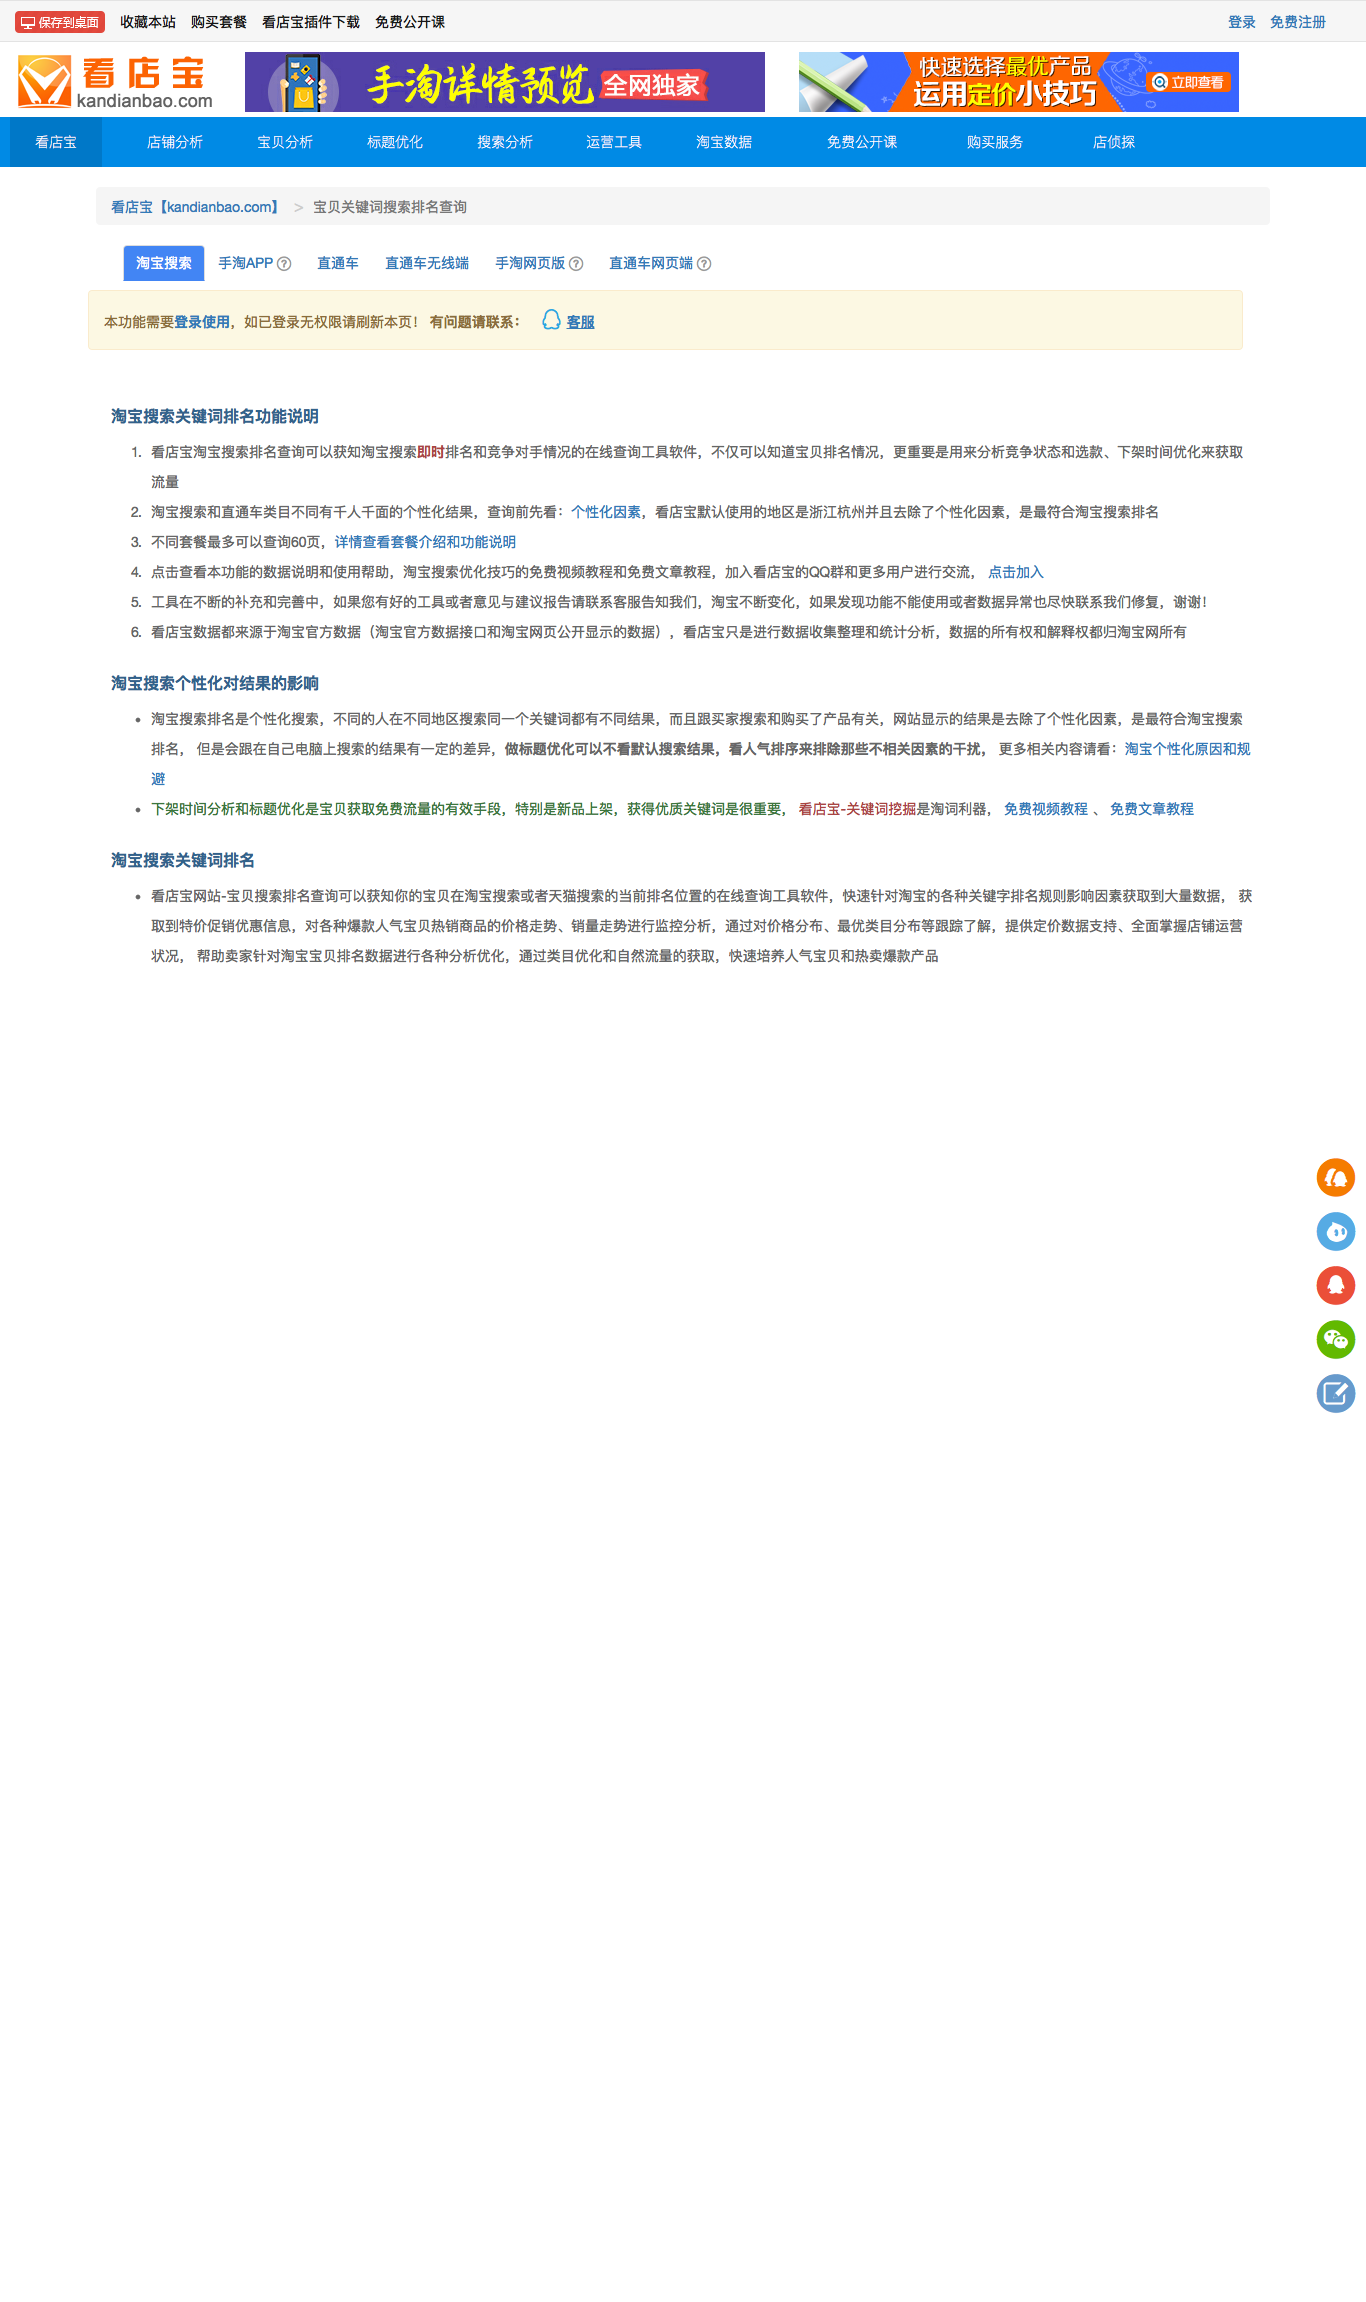 保存到桌面 收藏本站 购买套餐 看店宝插件下载 免费公开课 登录 免费注册
看店宝
kandianbao.com
手淘详情预览 全网独家
快速选择最优产品
运用定价小技巧
立即查看
看店宝 店铺分析 宝贝分析 标题优化 搜索分析 运营工具 淘宝数据 免费公开课 购买服务 店侦探
看店宝【kandianbao.com】 > 宝贝关键词搜索排名查询
淘宝搜索 手淘APP ? 直通车 直通车无线端 手淘网页版 ? 直通车网页端 ?
本功能需要登录使用，如已登录无权限请刷新本页！ 有问题请联系： 客服
淘宝搜索关键词排名功能说明
1. 看店宝淘宝搜索排名查询可以获知淘宝搜索即时排名和竞争对手情况的在线查询工具软件，不仅可以知道宝贝排名情况，更重要是用来分析竞争状态和选款、下架时间优化来获取
流量
2. 淘宝搜索和直通车类目不同有千人千面的个性化结果，查询前先看：个性化因素，看店宝默认使用的地区是浙江杭州并且去除了个性化因素，是最符合淘宝搜索排名
3. 不同套餐最多可以查询60页，详情查看套餐介绍和功能说明
4. 点击查看本功能的数据说明和使用帮助，淘宝搜索优化技巧的免费视频教程和免费文章教程，加入看店宝的QQ群和更多用户进行交流， 点击加入
5. 工具在不断的补充和完善中，如果您有好的工具或者意见与建议报告请联系客服告知我们，淘宝不断变化，如果发现功能不能使用或者数据异常也尽快联系我们修复，谢谢！
6. 看店宝数据都来源于淘宝官方数据（淘宝官方数据接口和淘宝网页公开显示的数据），看店宝只是进行数据收集整理和统计分析，数据的所有权和解释权都归淘宝网所有
淘宝搜索个性化对结果的影响
• 淘宝搜索排名是个性化搜索，不同的人在不同地区搜索同一个关键词都有不同结果，而且跟买家搜索和购买了产品有关，网站显示的结果是去除了个性化因素，是最符合淘宝搜索
排名， 但是会跟在自己电脑上搜索的结果有一定的差异，做标题优化可以不看默认搜索结果，看人气排序来排除那些不相关因素的干扰， 更多相关内容请看：淘宝个性化原因和规
避
• 下架时间分析和标题优化是宝贝获取免费流量的有效手段，特别是新品上架，获得优质关键词是很重要， 看店宝-关键词挖掘是淘词利器， 免费视频教程 、 免费文章教程
淘宝搜索关键词排名
• 看店宝网站-宝贝搜索排名查询可以获知你的宝贝在淘宝搜索或者天猫搜索的当前排名位置的在线查询工具软件，快速针对淘宝的各种关键字排名规则影响因素获取到大量数据， 获
取到特价促销优惠信息，对各种爆款人气宝贝热销商品的价格走势、销量走势进行监控分析，通过对价格分布、最优类目分布等跟踪了解，提供定价数据支持、全面掌握店铺运营
状况， 帮助卖家针对淘宝宝贝排名数据进行各种分析优化，通过类目优化和自然流量的获取，快速培养人气宝贝和热卖爆款产品